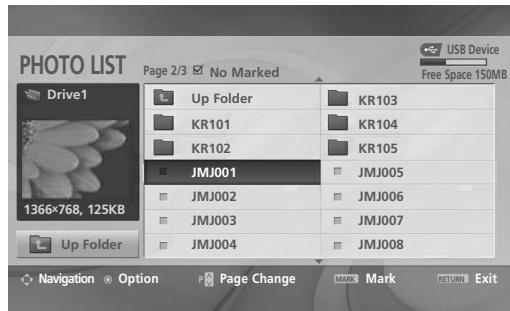 USB Device
PHOTO LIST
Page 2/3 No Marked
Free Space 150MB
Drive1
1366×768, 125KB
Up Folder
Up Folder
KR101
KR102
JMJ001
JMJ002
JMJ003
JMJ004
KR103
KR104
KR105
JMJ005
JMJ006
JMJ007
JMJ008
Navigation Option P Page Change MARK Mark RETURN Exit